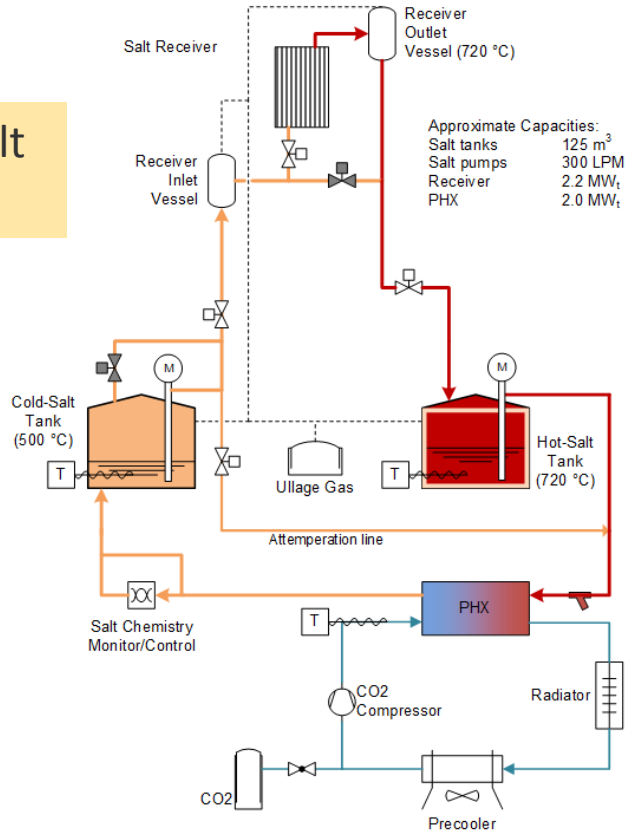 lt
Salt Receiver
Receiver
Outlet
Vessel (720 °C)
Approximate Capacities:
Salt tanks 125 m³
Salt pumps 300 LPM
Receiver 2.2 MWₜ
PHX 2.0 MWₜ
Receiver
Inlet
Vessel
M
M
Cold-Salt
Tank
(500 °C)
T
Ullage Gas
T
Hot-Salt
Tank
(720 °C)
Attemperation line
Salt Chemistry
Monitor/Control
T
PHX
CO2
Compressor
Radiator
CO2
Precooler